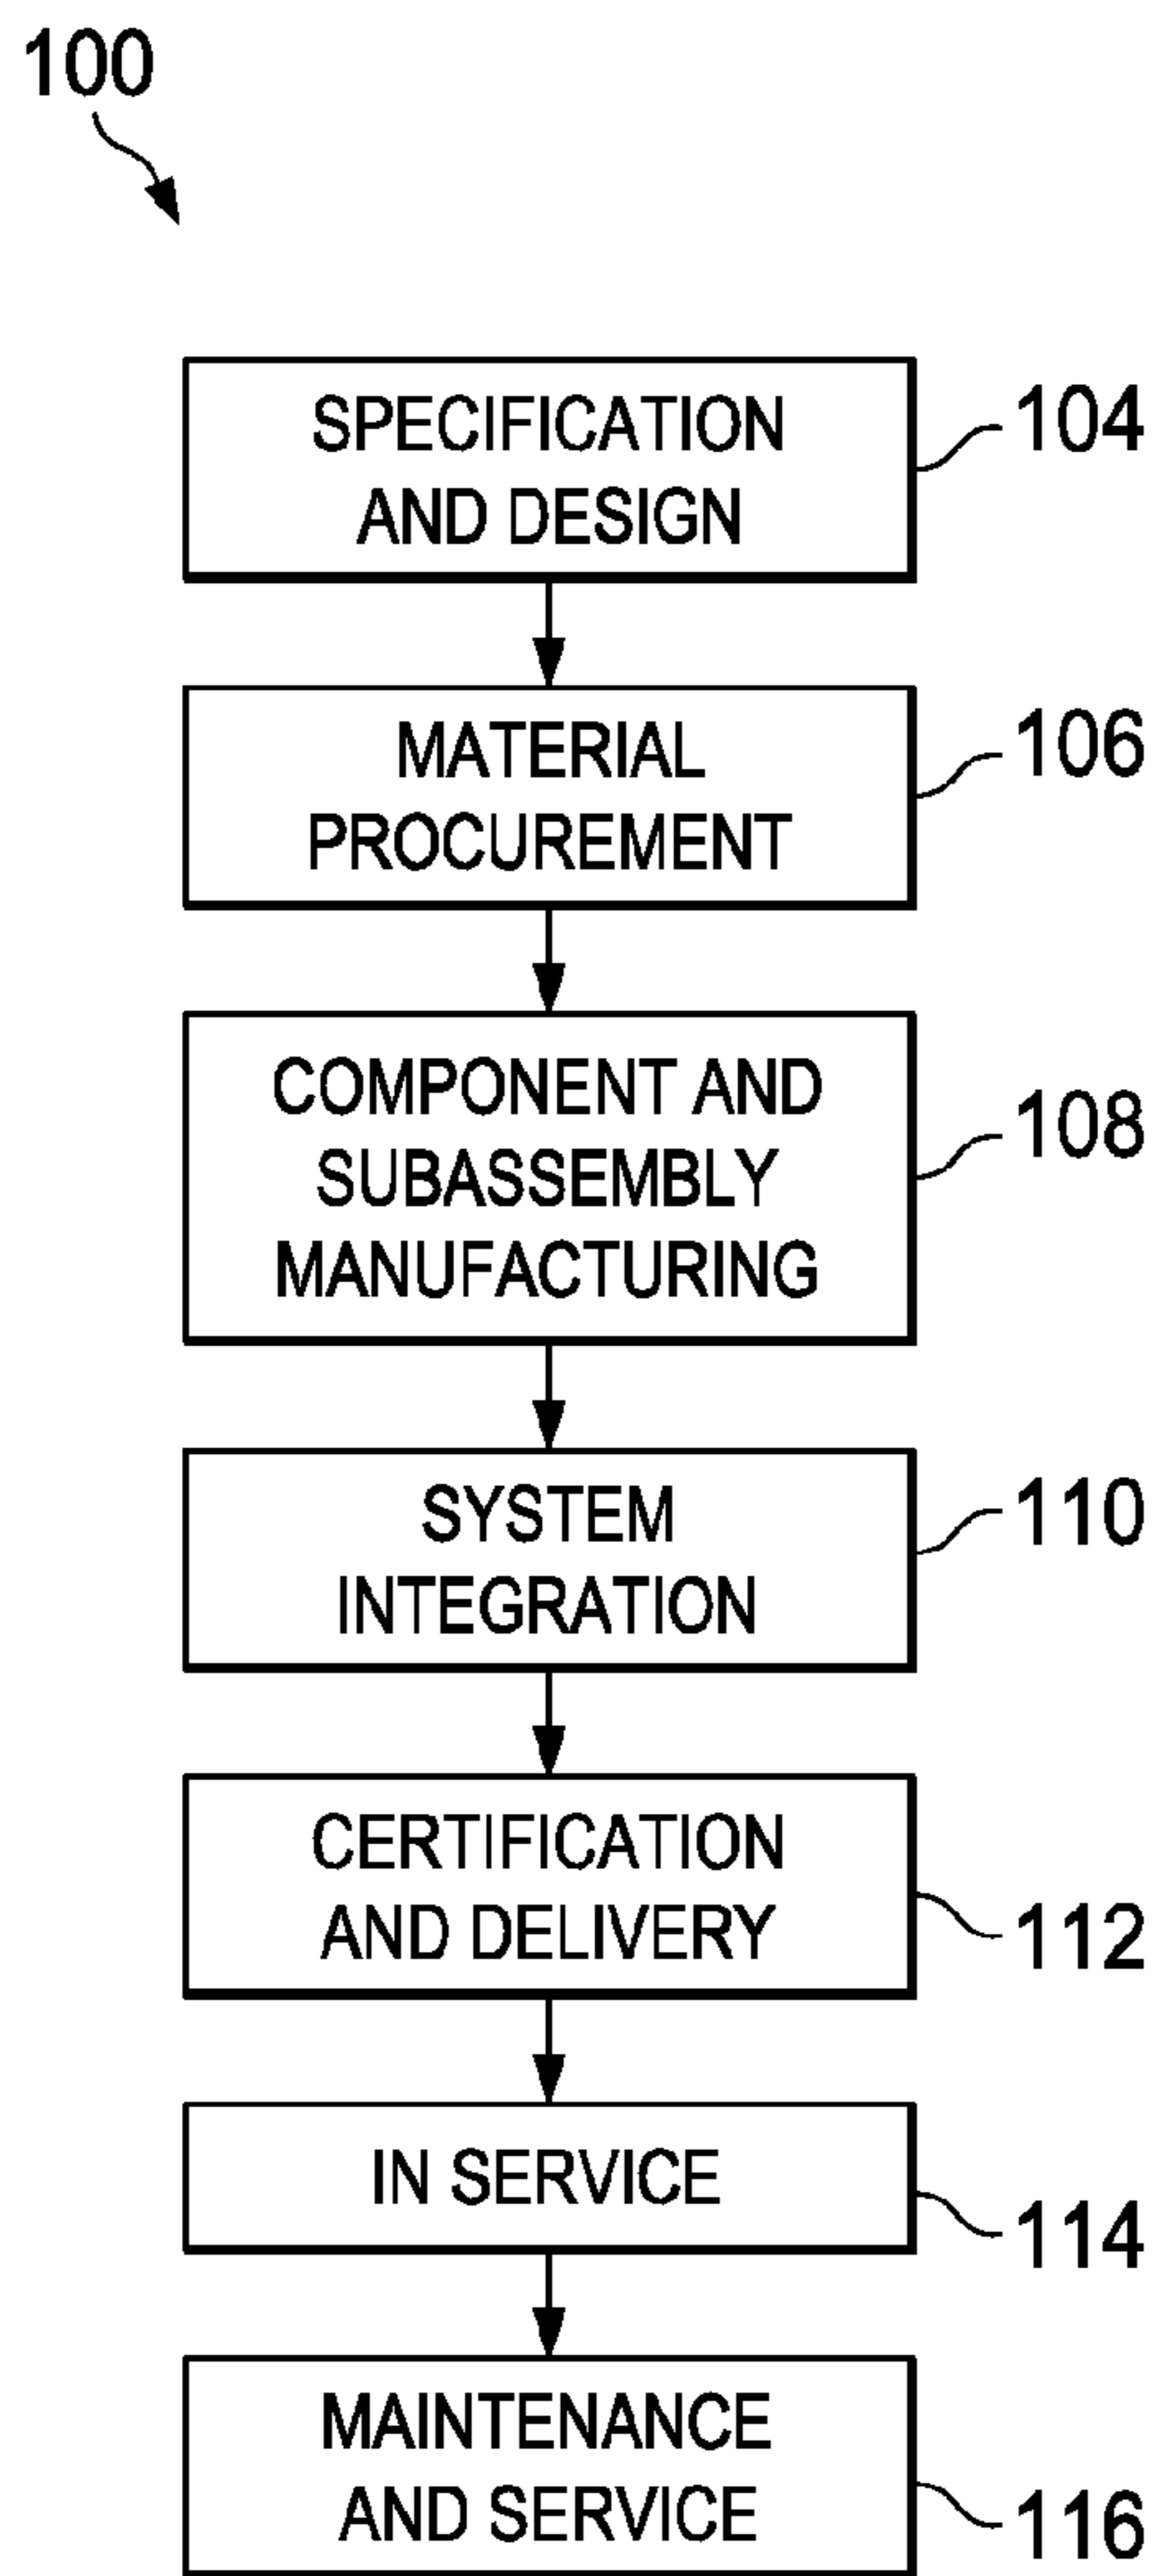 100
SPECIFICATION
AND DESIGN
104
MATERIAL
PROCUREMENT
106
COMPONENT AND
SUBASSEMBLY
MANUFACTURING
108
SYSTEM
INTEGRATION
110
CERTIFICATION
AND DELIVERY
112
IN SERVICE
114
MAINTENANCE
AND SERVICE
116